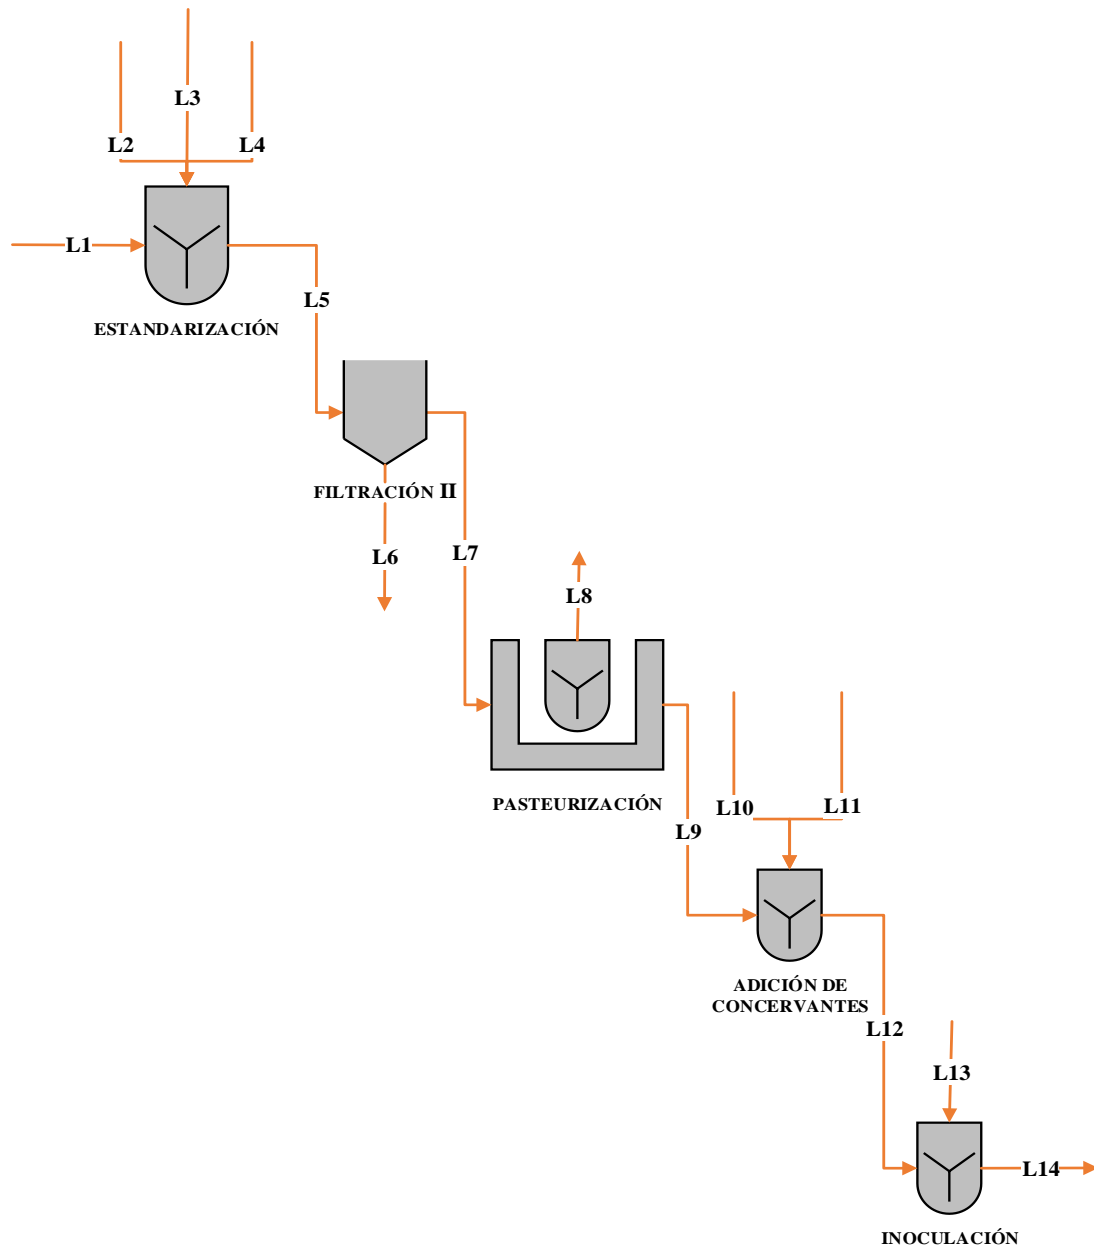 L3
L2
L4
L1
L5
ESTANDARIZACIÓN
FILTRACIÓN II
L6
L7
L8
PASTEURIZACIÓN
L10
L11
L9
ADICIÓN DE
CONCERVANTES
L12
L13
L14
INOCULACIÓN